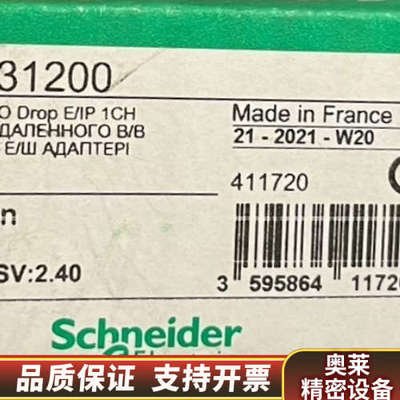 31200
O Drop E/IP 1CH
ДАЛЕННОГО В/В
Е/Ш АДАПТЕРІ
n
SV:2.40
Made in France
21 - 2021 - W20
411720
3 595864 11720
Schneider
Electric
品质保证 支持开票
奥莱
精密设备